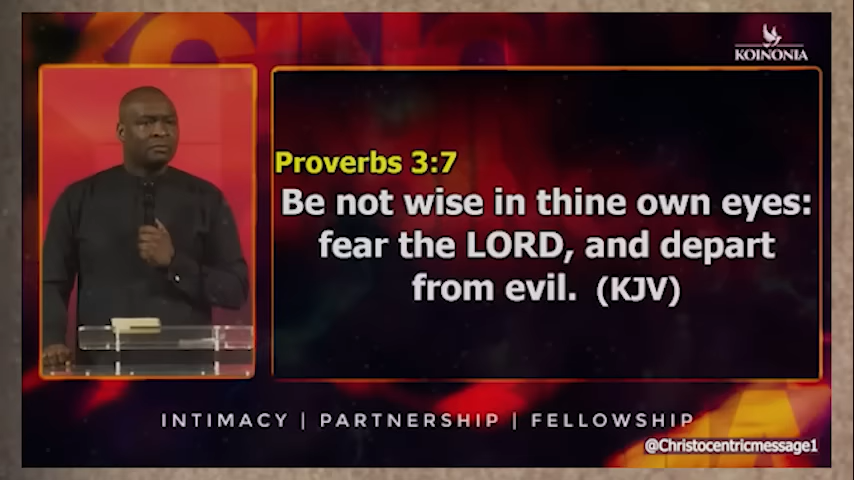 KOINONIA
Proverbs 3:7
Be not wise in thine own eyes:
fear the LORD, and depart
from evil. (KJV)
INTIMACY | PARTNERSHIP | FELLOWSHIP
@Christocentricmessage1